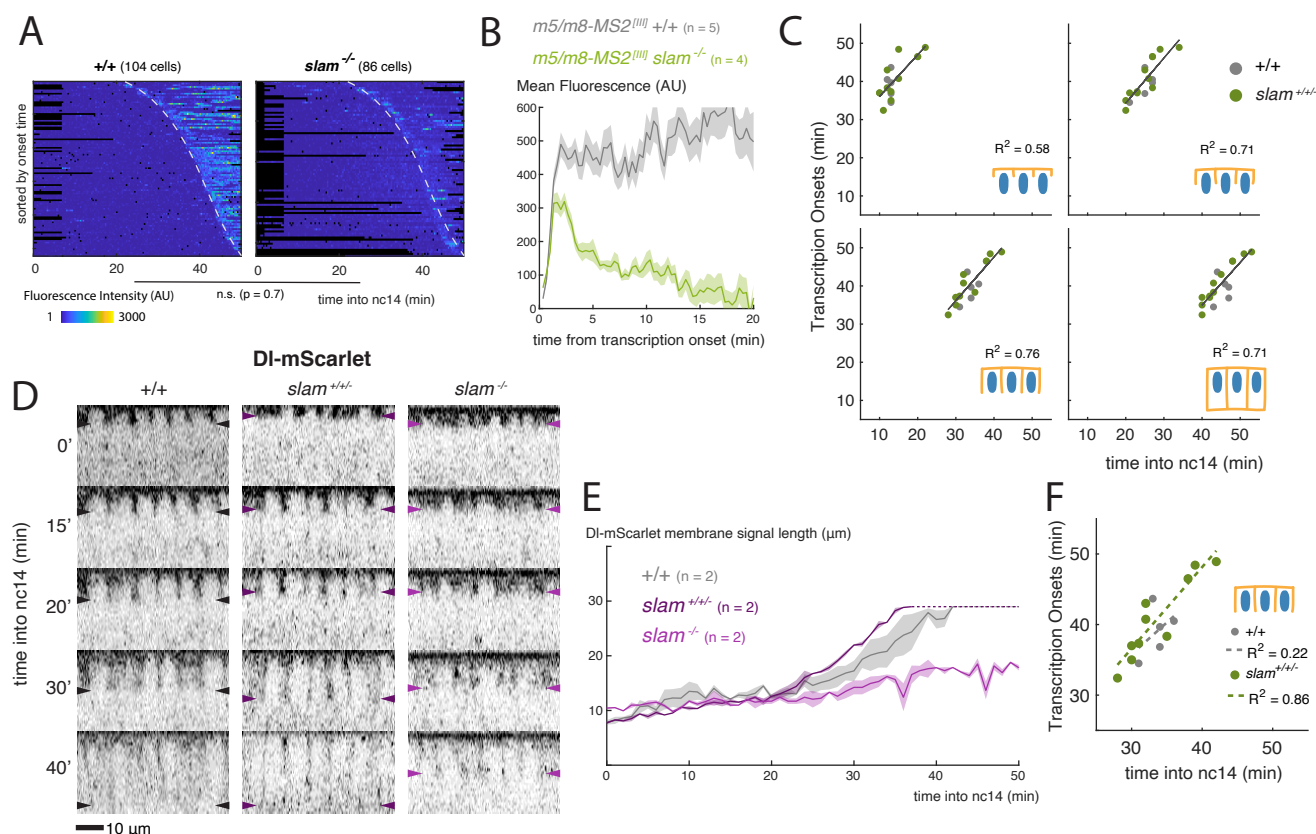 A
+/+ (104 cells)
slam-/- (86 cells)
sorted by onset time
0 20 40
0 20 40
n.s. (p = 0.7)
time into nc14 (min)
Fluorescence Intensity (AU)
1 3000
B
m5/m8-MS2[III] +/+ (n = 5)
m5/m8-MS2[III] slam-/- (n = 4)
Mean Fluorescence (AU)
600
500
400
300
200
100
0
0 5 10 15 20
time from transcription onset (min)
C
Transcription Onsets (min)
50
40
30
20
10
R2 = 0.58
R2 = 0.71
+/+
slam+/+/-
50
40
30
20
10
R2 = 0.76
R2 = 0.71
10 20 30 40 50
10 20 30 40 50
time into nc14 (min)
D
Dl-mScarlet
+/+
slam+/+/-
slam-/-
time into nc14 (min)
0'
15'
20'
30'
40'
10 µm
E
Dl-mScarlet membrane signal length (µm)
30
20
10
+/+ (n = 2)
slam+/+/- (n = 2)
slam-/- (n = 2)
0 10 20 30 40 50
time into nc14 (min)
F
Transcritpion Onsets (min)
50
40
30
+/+
R2 = 0.22
slam+/+/-
R2 = 0.86
30 40 50
time into nc14 (min)